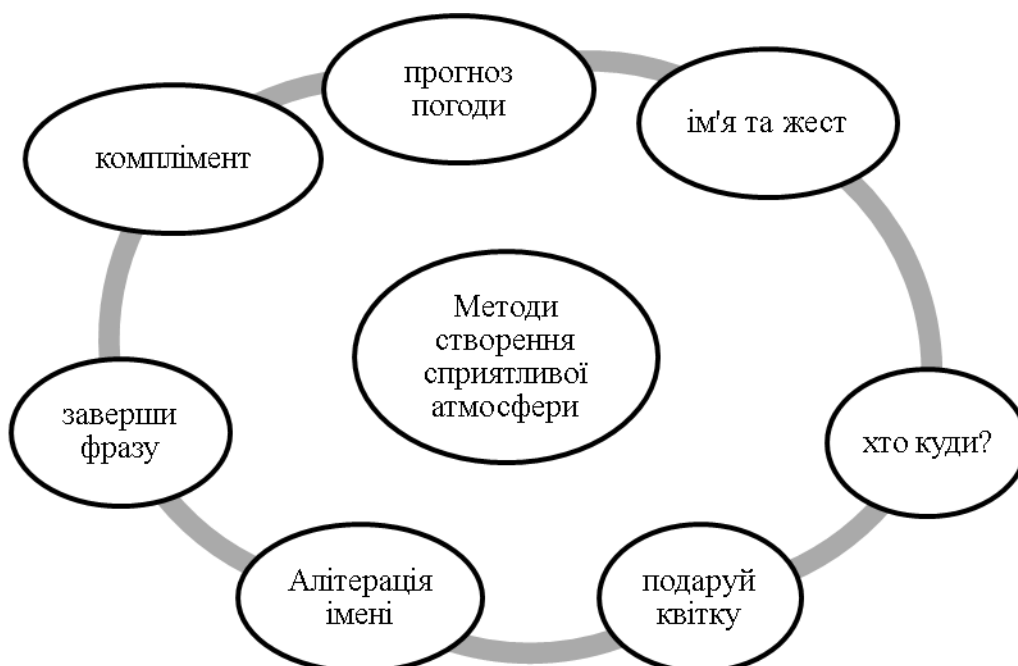 прогноз
погоди
ім'я та жест
комплімент
Методи
створення
сприятливої
атмосфери
заверши
фразу
хто куди?
Алітерація
імені
подаруй
квітку